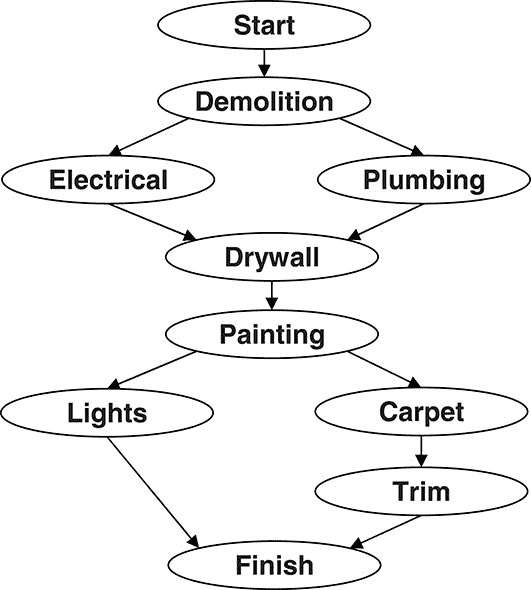 Start
Demolition
Electrical
Plumbing
Drywall
Painting
Lights
Carpet
Trim
Finish